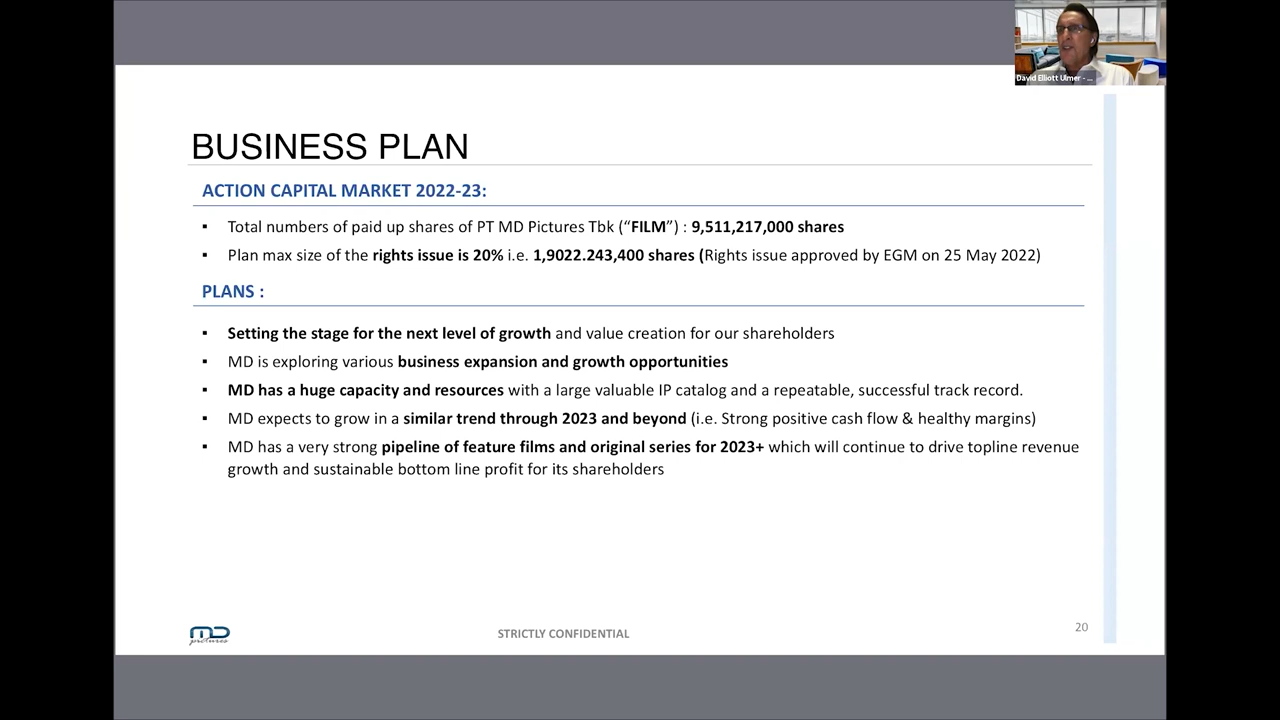 David Elliott Ulmer - ...
BUSINESS PLAN
ACTION CAPITAL MARKET 2022-23:
▪ Total numbers of paid up shares of PT MD Pictures Tbk (“FILM”) : 9,511,217,000 shares
▪ Plan max size of the rights issue is 20% i.e. 1,9022.243,400 shares (Rights issue approved by EGM on 25 May 2022)
PLANS :
▪ Setting the stage for the next level of growth and value creation for our shareholders
▪ MD is exploring various business expansion and growth opportunities
▪ MD has a huge capacity and resources with a large valuable IP catalog and a repeatable, successful track record.
▪ MD expects to grow in a similar trend through 2023 and beyond (i.e. Strong positive cash flow & healthy margins)
▪ MD has a very strong pipeline of feature films and original series for 2023+ which will continue to drive topline revenue
growth and sustainable bottom line profit for its shareholders
MD
pictures
STRICTLY CONFIDENTIAL
20